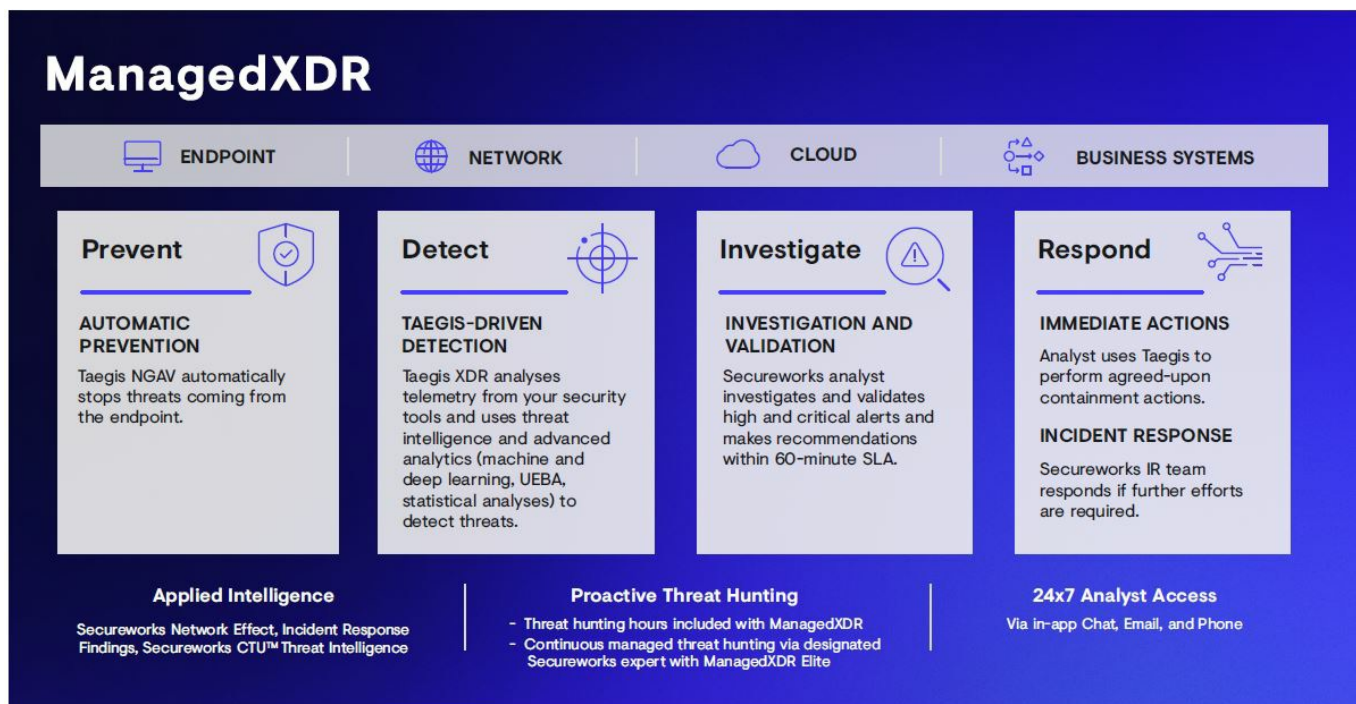 ManagedXDR
ENDPOINT
NETWORK
CLOUD
BUSINESS SYSTEMS
Prevent
AUTOMATIC
PREVENTION
Taegis NGAV automatically
stops threats coming from
the endpoint.
Detect
TAEGIS-DRIVEN
DETECTION
Taegis XDR analyses
telemetry from your security
tools and uses threat
intelligence and advanced
analytics (machine and
deep learning, UEBA,
statistical analyses) to
detect threats.
Investigate
INVESTIGATION AND
VALIDATION
Secureworks analyst
investigates and validates
high and critical alerts and
makes recommendations
within 60-minute SLA.
Respond
IMMEDIATE ACTIONS
Analyst uses Taegis to
perform agreed-upon
containment actions.
INCIDENT RESPONSE
Secureworks IR team
responds if further efforts
are required.
Applied Intelligence
Secureworks Network Effect, Incident Response
Findings, Secureworks CTU™ Threat Intelligence
Proactive Threat Hunting
- Threat hunting hours included with ManagedXDR
- Continuous managed threat hunting via designated
Secureworks expert with ManagedXDR Elite
24x7 Analyst Access
Via in-app Chat, Email, and Phone